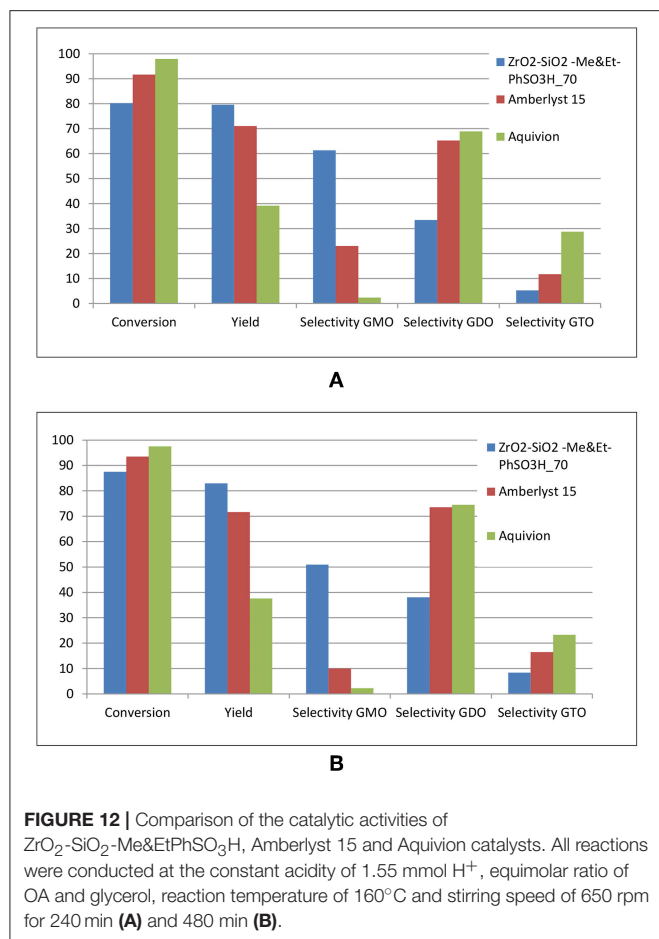 100
90
80
70
60
50
40
30
20
10
0
ZrO2-SiO2 -Me&Et-
PhSO3H_70
Amberlyst 15
Aquivion
Conversion Yield Selectivity GMO Selectivity GDO Selectivity GTO
A
100
90
80
70
60
50
40
30
20
10
0
ZrO2-SiO2 -Me&Et-
PhSO3H_70
Amberlyst 15
Aquivion
Conversion Yield Selectivity GMO Selectivity GDO Selectivity GTO
B
FIGURE 12 | Comparison of the catalytic activities of
ZrO₂-SiO₂-Me&EtPhSO₃H, Amberlyst 15 and Aquivion catalysts. All reactions
were conducted at the constant acidity of 1.55 mmol H⁺, equimolar ratio of
OA and glycerol, reaction temperature of 160°C and stirring speed of 650 rpm
for 240 min (A) and 480 min (B).